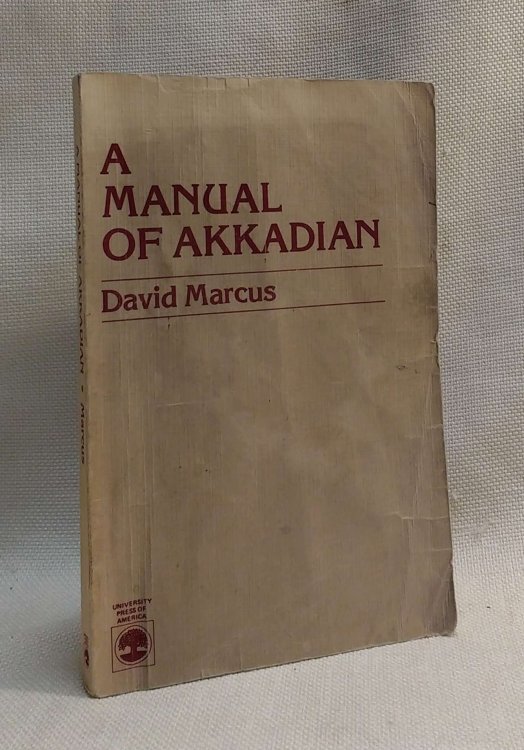 A
MANUAL
OF AKKADIAN
David Marcus
UNIVERSITY
PRESS OF
AMERICA
A MANUAL OF AKKADIAN • Marcus